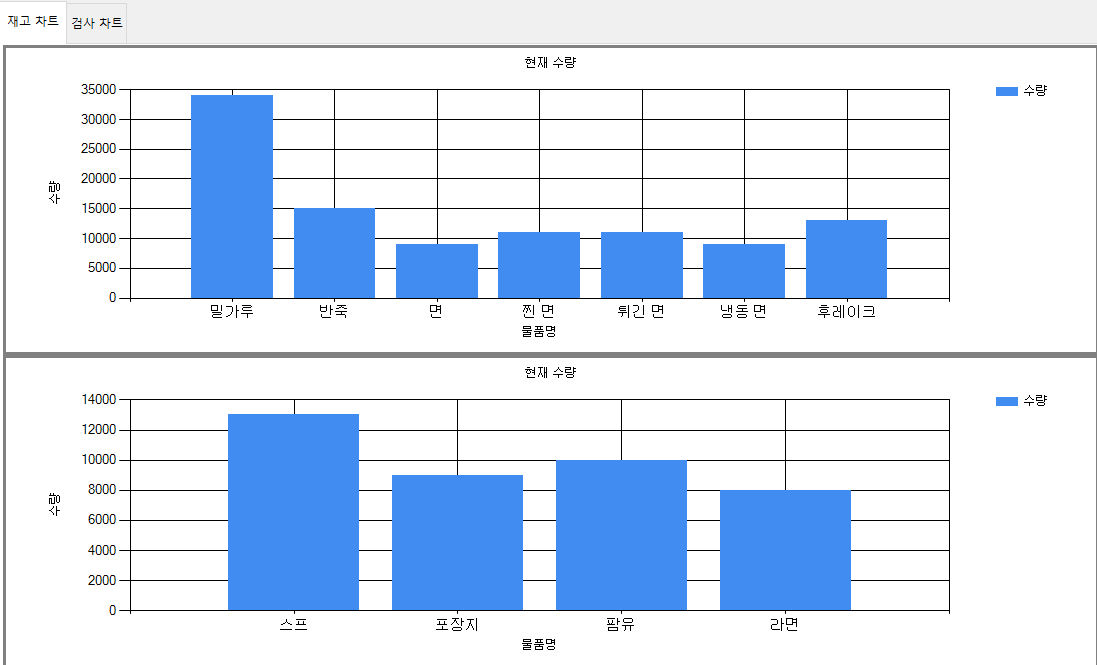 재고 차트 검사 차트
현재 수량
수량
35000
30000
25000
20000
15000
10000
5000
0
수량
밀가루 반죽 면 찐 면 튀긴 면 냉동 면 후레이크
물품명
현재 수량
수량
14000
12000
10000
8000
6000
4000
2000
0
수량
스프 포장지 팜유 라면
물품명